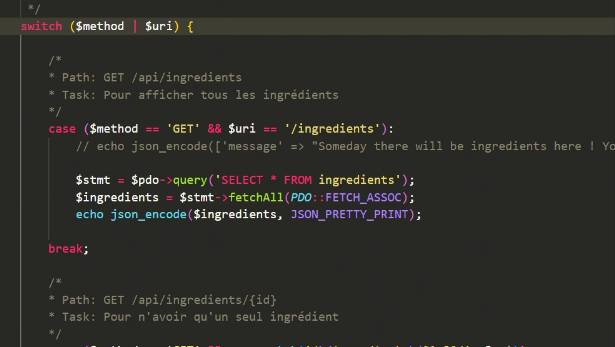 */
switch ($method | $uri) {
/*
* Path: GET /api/ingredients
* Task: Pour afficher tous les ingrédients
*/
case ($method == 'GET' && $uri == '/ingredients'):
// echo json_encode(['message' => "Someday there will be ingredients here ! Yo
$stmt = $pdo->query('SELECT * FROM ingredients');
$ingredients = $stmt->fetchAll(PDO::FETCH_ASSOC);
echo json_encode($ingredients, JSON_PRETTY_PRINT);
break;
/*
* Path: GET /api/ingredients/{id}
* Task: Pour n'avoir qu'un seul ingrédient
*/